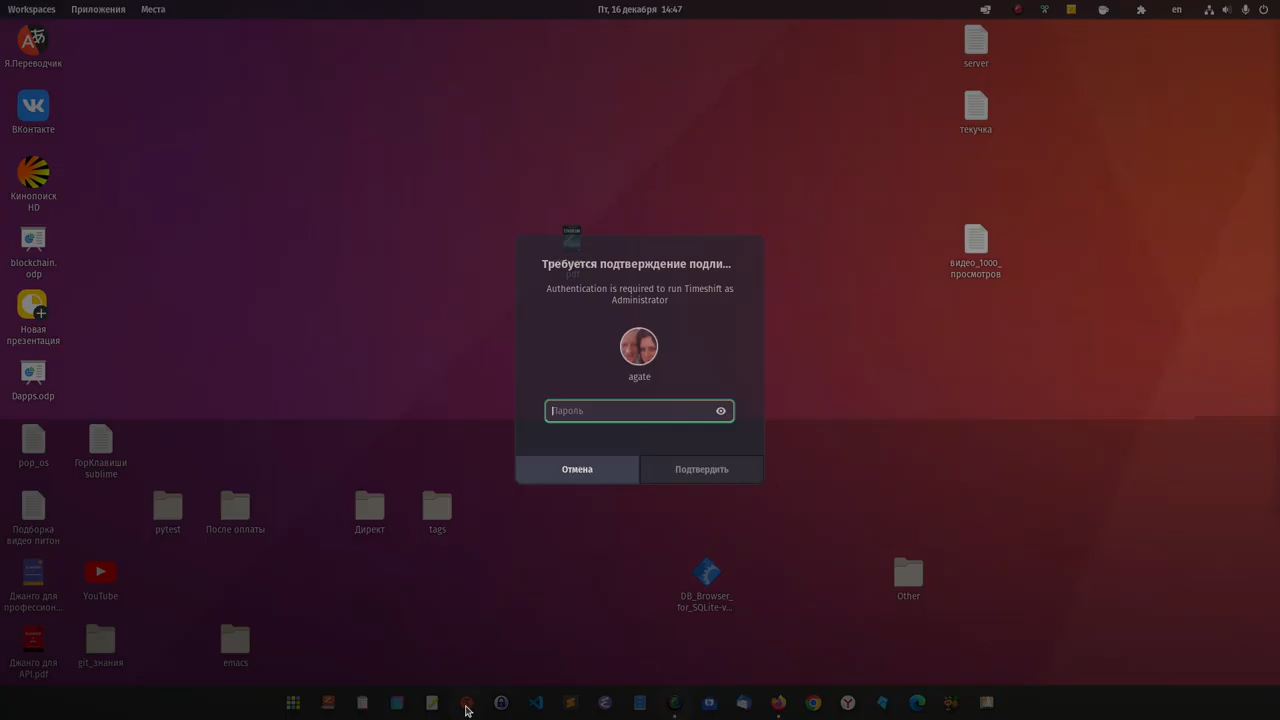 Workspaces Приложения Места Пт, 16 декабря 14:47 en
Я.Переводчик
server
ВКонтакте
текучка
Кинопоиск
HD
blockchain.
odp
видео_1000_
просмотров
Требуется подтверждение подли...
Authentication is required to run Timeshift as
Administrator
agate
Пароль
Отмена Подтвердить
Новая
презентация
Dapps.odp
pop_os
ГорКлавиши
sublime
Подборка
видео питон
pytest
После оплаты
Директ
tags
Джанго для
профессион...
YouTube
DB_Browser_
for_SQLite-v...
Other
Джанго для
API.pdf
git_знания
emacs